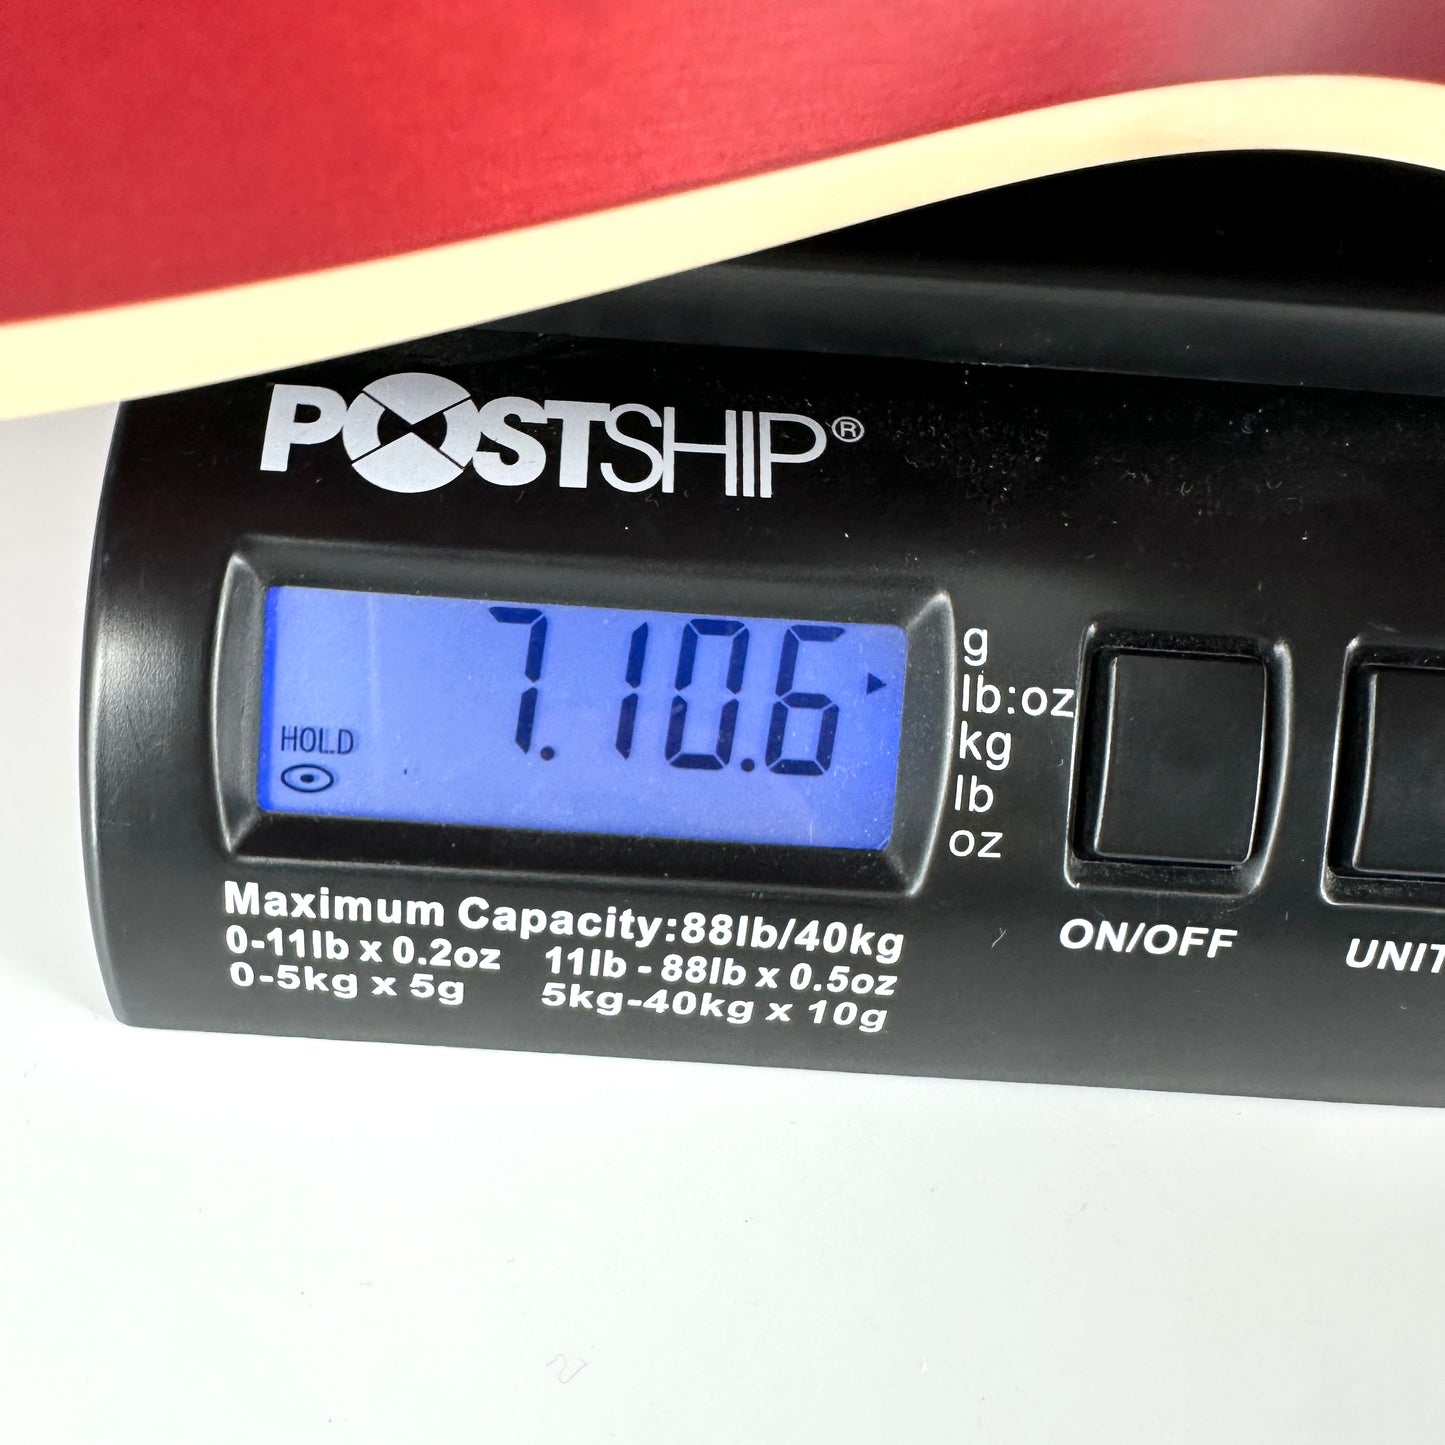 POSTSHIP®
7.10.6
HOLD
g
lb:oz
kg
lb
oz
Maximum Capacity:88lb/40kg
0-11lb x 0.2oz 11lb - 88lb x 0.5oz
0-5kg x 5g 5kg-40kg x 10g
ON/OFF
UNIT